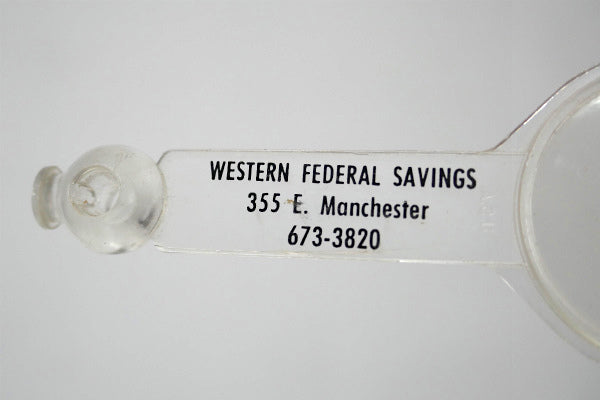 WESTERN FEDERAL SAVINGS
355 E. Manchester
673-3820